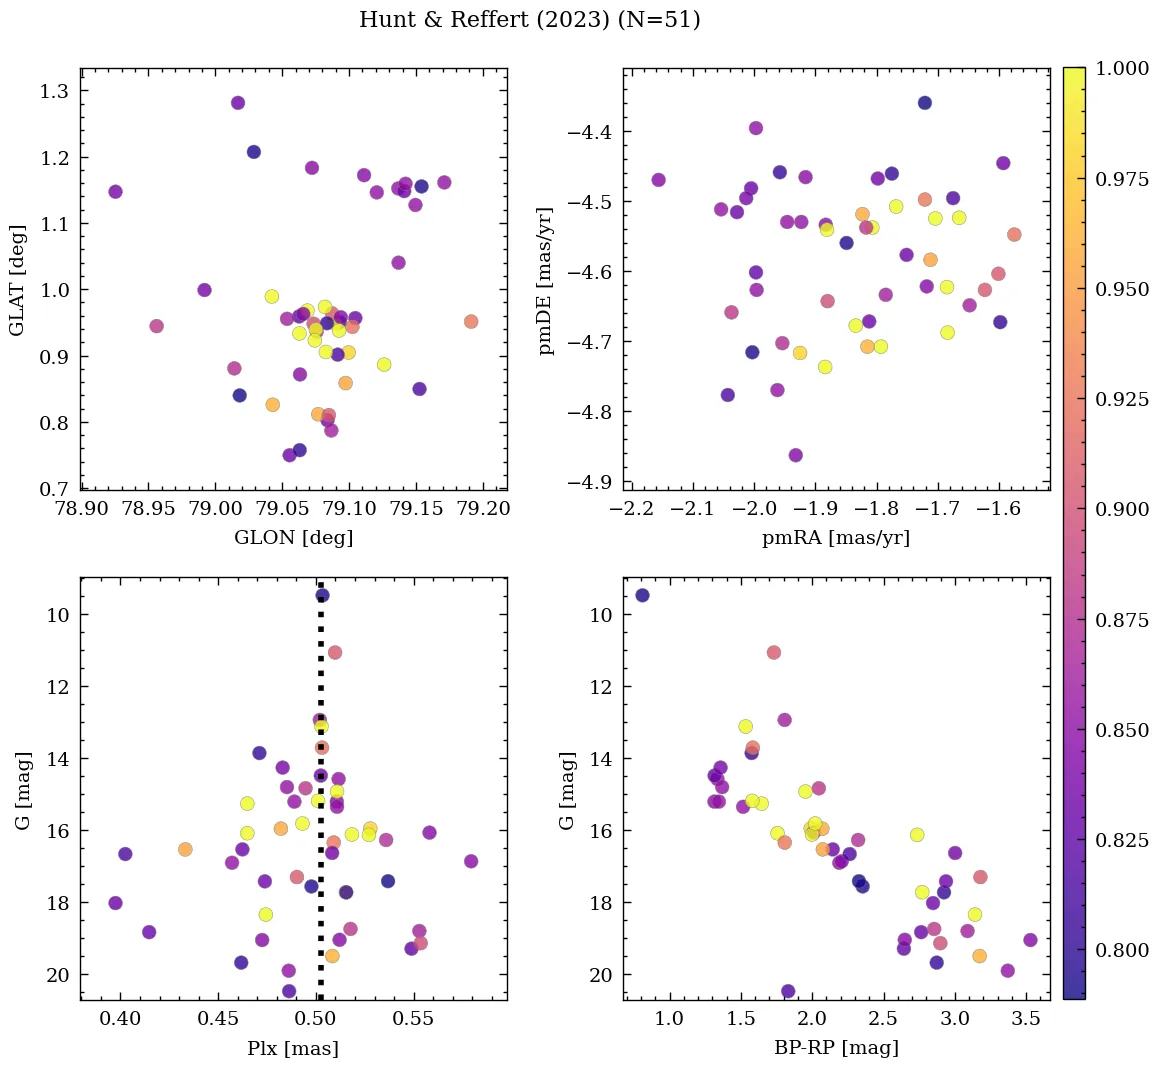 Hunt & Reffert (2023) (N=51)
1.3
1.2
1.1
1.0
0.9
0.8
0.7
GLAT [deg]
78.90 78.95 79.00 79.05 79.10 79.15 79.20
GLON [deg]
−4.4
−4.5
−4.6
−4.7
−4.8
−4.9
pmDE [mas/yr]
−2.2 −2.1 −2.0 −1.9 −1.8 −1.7 −1.6
pmRA [mas/yr]
10
12
14
16
18
20
G [mag]
0.40 0.45 0.50 0.55
Plx [mas]
10
12
14
16
18
20
G [mag]
1.0 1.5 2.0 2.5 3.0 3.5
BP-RP [mag]
1.000
0.975
0.950
0.925
0.900
0.875
0.850
0.825
0.800